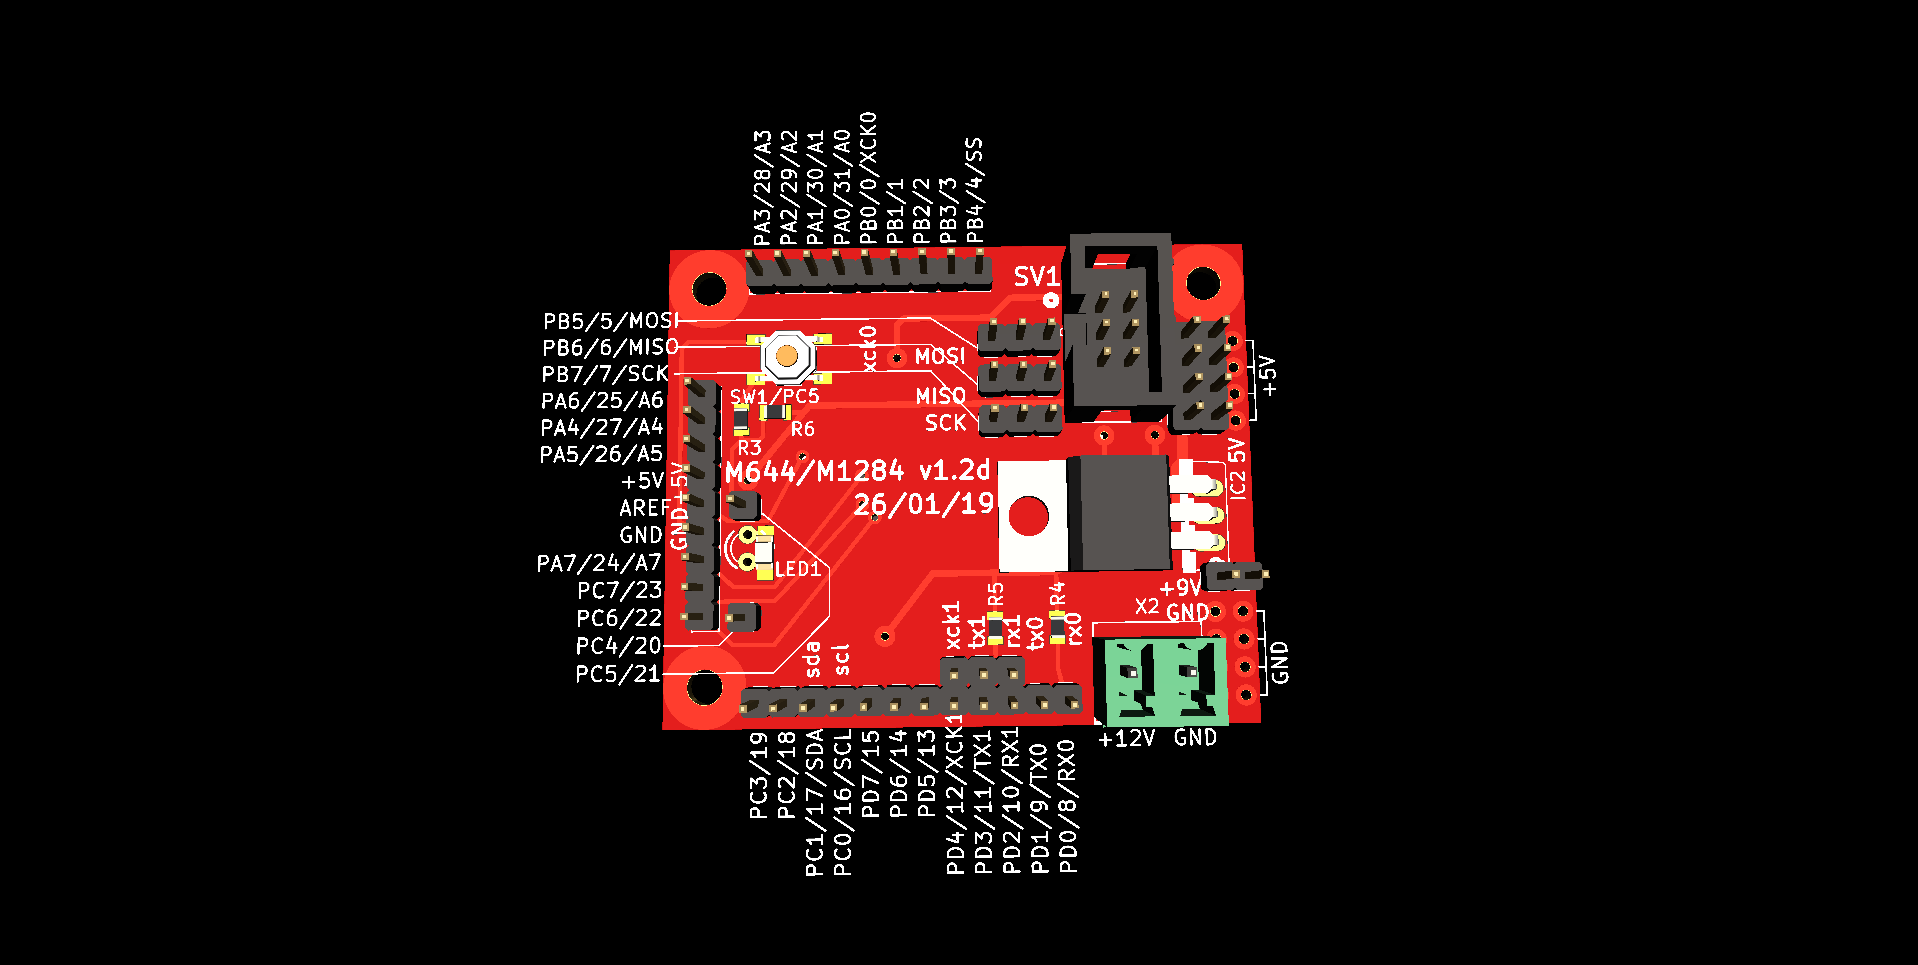 PA3/28/A3
PA2/29/A2
PA1/30/A1
PA0/31/A0
PB0/0/XCK0
PB1/1
PB2/2
PB3/3
PB4/4/SS
SV1
PB5/5/MOSI
PB6/6/MISO
PB7/7/SCK
PA6/25/A6
PA4/27/A4
PA5/26/A5
+5V
AREF
GND
PA7/24/A7
PC7/23
PC6/22
PC4/20
PC5/21
GND+5V
xck0
MOSI
MISO
SCK
SW1/PC5
R6
R3
M644/M1284 v1.2d
26/01/19
LED1
+5V
5V
IC2
+9V
X2 GND
GND
R5
R4
xck1
tx1
rx1
tx0
rx0
sda
scl
+12V GND
PC3/19
PC2/18
PC1/17/SDA
PC0/16/SCL
PD7/15
PD6/14
PD5/13
PD4/12/XCK1
PD3/11/TX1
PD2/10/RX1
PD1/9/TX0
PD0/8/RX0